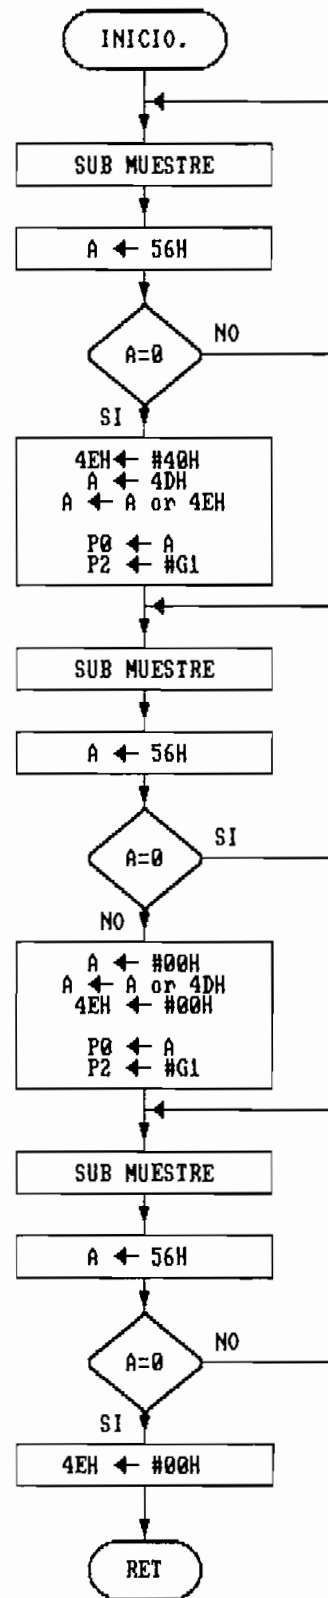 INICIO.
SUB MUESTRE
A ← 56H
A=0
NO
SI
4EH← #40H
A ← 4DH
A ← A or 4EH
P0 ← A
P2 ← #G1
SUB MUESTRE
A ← 56H
A=0
SI
NO
A ← #00H
A ← A or 4DH
4EH ← #00H
P0 ← A
P2 ← #G1
SUB MUESTRE
A ← 56H
A=0
NO
SI
4EH ← #00H
RET